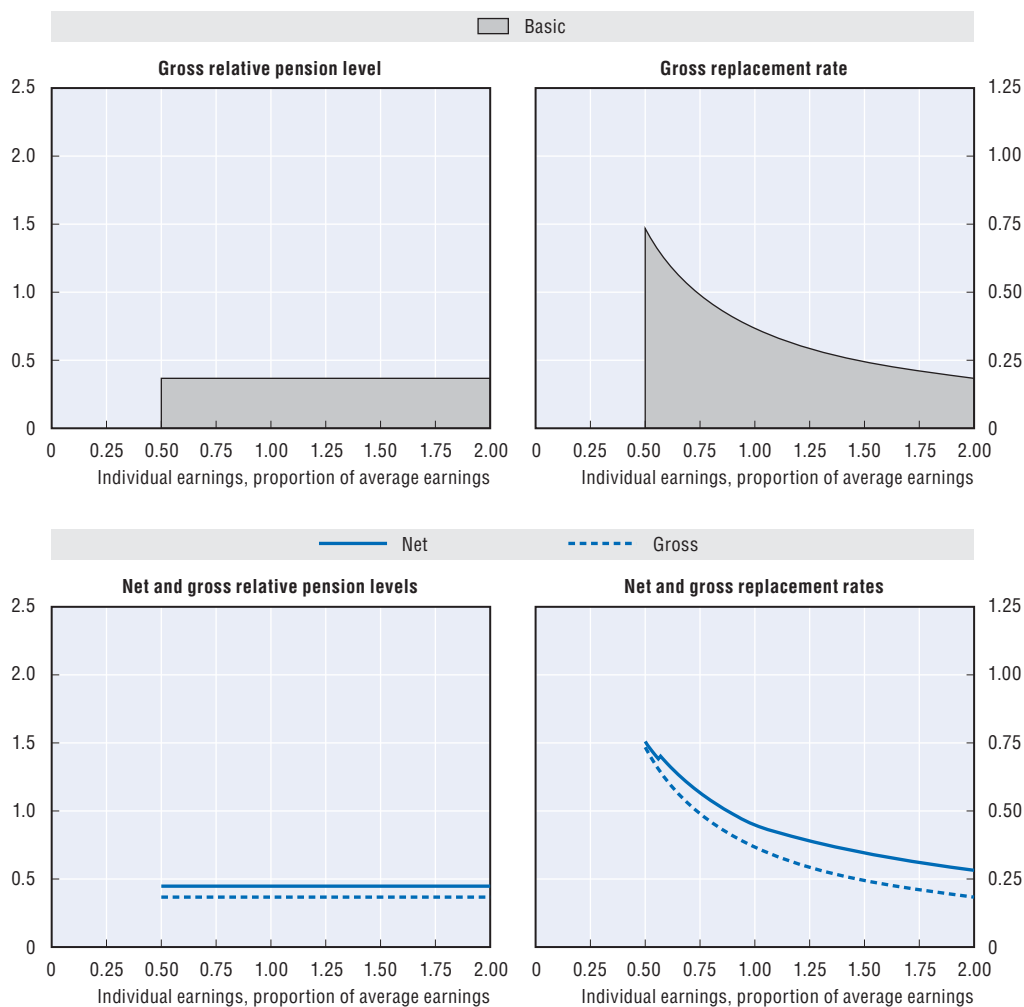 Basic
Gross relative pension level
Gross replacement rate
2.5
2.0
1.5
1.0
0.5
0
1.25
1.00
0.75
0.50
0.25
0
0 0.25 0.50 0.75 1.00 1.25 1.50 1.75 2.00
0 0.25 0.50 0.75 1.00 1.25 1.50 1.75 2.00
Individual earnings, proportion of average earnings
Individual earnings, proportion of average earnings
Net Gross
Net and gross relative pension levels
Net and gross replacement rates
2.5
2.0
1.5
1.0
0.5
0
1.25
1.00
0.75
0.50
0.25
0
0 0.25 0.50 0.75 1.00 1.25 1.50 1.75 2.00
0 0.25 0.50 0.75 1.00 1.25 1.50 1.75 2.00
Individual earnings, proportion of average earnings
Individual earnings, proportion of average earnings